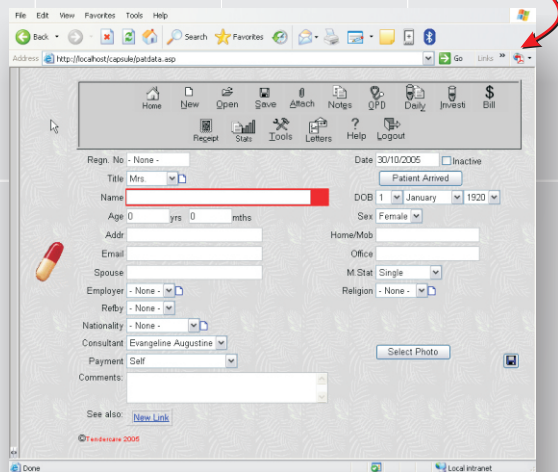 File Edit View Favorites Tools Help
Back Search Favorites
Address http://localhost/capsule/patdata.asp Go Links »
Home New Open Save Attach Notes OPD Daily Investi Bill
Receipt Stats Tools Letters Help Logout
Regn. No - None - Date 30/10/2005 Inactive
Title Mrs. Patient Arrived
Name DOB 1 January 1920
Age 0 yrs 0 mths Sex Female
Addr Home/Mob
Email Office
Spouse M.Stat Single
Employer - None - Religion - None -
Refby - None -
Nationality - None -
Consultant Evangeline Augustine Select Photo
Payment Self
Comments:
See also: New Link
©Tendercare 2005
Done Local intranet